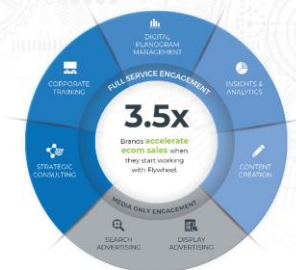 DIGITAL
PLANOGRAM
MANAGEMENT
CORPORATE
TRAINING
FULL SERVICE ENGAGEMENT
INSIGHTS &
ANALYTICS
3.5x
Brands accelerate
ecom sales when
they start working
with Flywheel.
STRATEGIC
CONSULTING
CONTENT
CREATION
MEDIA ONLY ENGAGEMENT
SEARCH
ADVERTISING
DISPLAY
ADVERTISING